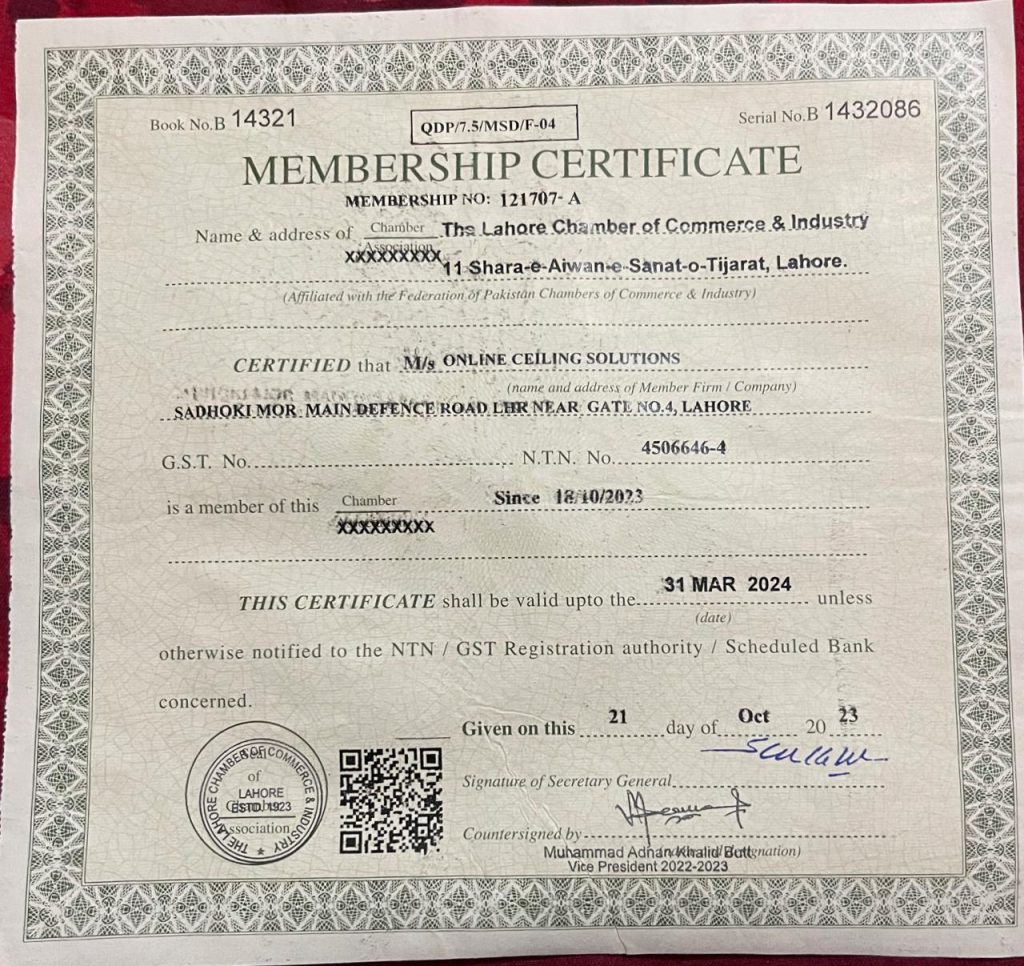 Book No.B 14321
QDP/7.5/MSD/F-04
Serial No.B 1432086
MEMBERSHIP CERTIFICATE
MEMBERSHIP NO: 121707- A
Name & address of Chamber The Lahore Chamber of Commerce & Industry
Association
XXXXXXXXX 11 Shara-e-Aiwan-e-Sanat-o-Tijarat, Lahore.
(Affiliated with the Federation of Pakistan Chambers of Commerce & Industry)
CERTIFIED that M/s ONLINE CEILING SOLUTIONS
(name and address of Member Firm / Company)
SADHOKI MOR MAIN DEFENCE ROAD LHR NEAR GATE NO.4, LAHORE
G.S.T. No. N.T.N. No. 4506646-4
is a member of this Chamber Since 18/10/2023
XXXXXXXXX
31 MAR 2024
THIS CERTIFICATE shall be valid upto the unless
(date)
otherwise notified to the NTN / GST Registration authority / Scheduled Bank
concerned.
Given on this 21 day of Oct 20 23
Signature of Secretary General
Countersigned by
Muhammad Adnan Khalid Butt
Vice President 2022-2023
THE LAHORE CHAMBER OF COMMERCE & INDUSTRY
of
LAHORE
ESTD. 1923
Association